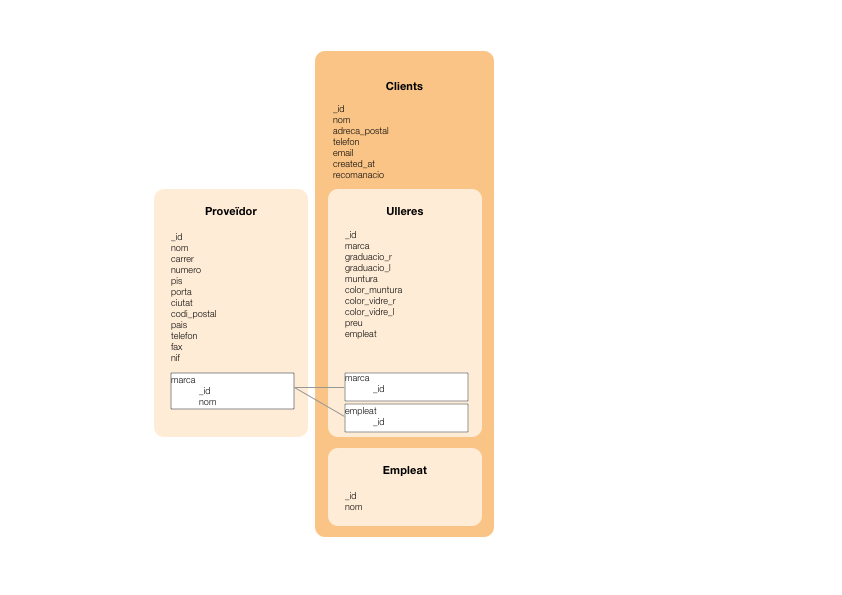 Clients
_id
nom
adreca_postal
telefon
email
created_at
recomanacio
Proveïdor
_id
nom
carrer
numero
pis
porta
ciutat
codi_postal
pais
telefon
fax
nif
marca
_id
nom
Ulleres
_id
marca
graduacio_r
graduacio_l
muntura
color_muntura
color_vidre_r
color_vidre_l
preu
empleat
marca
_id
empleat
_id
Empleat
_id
nom